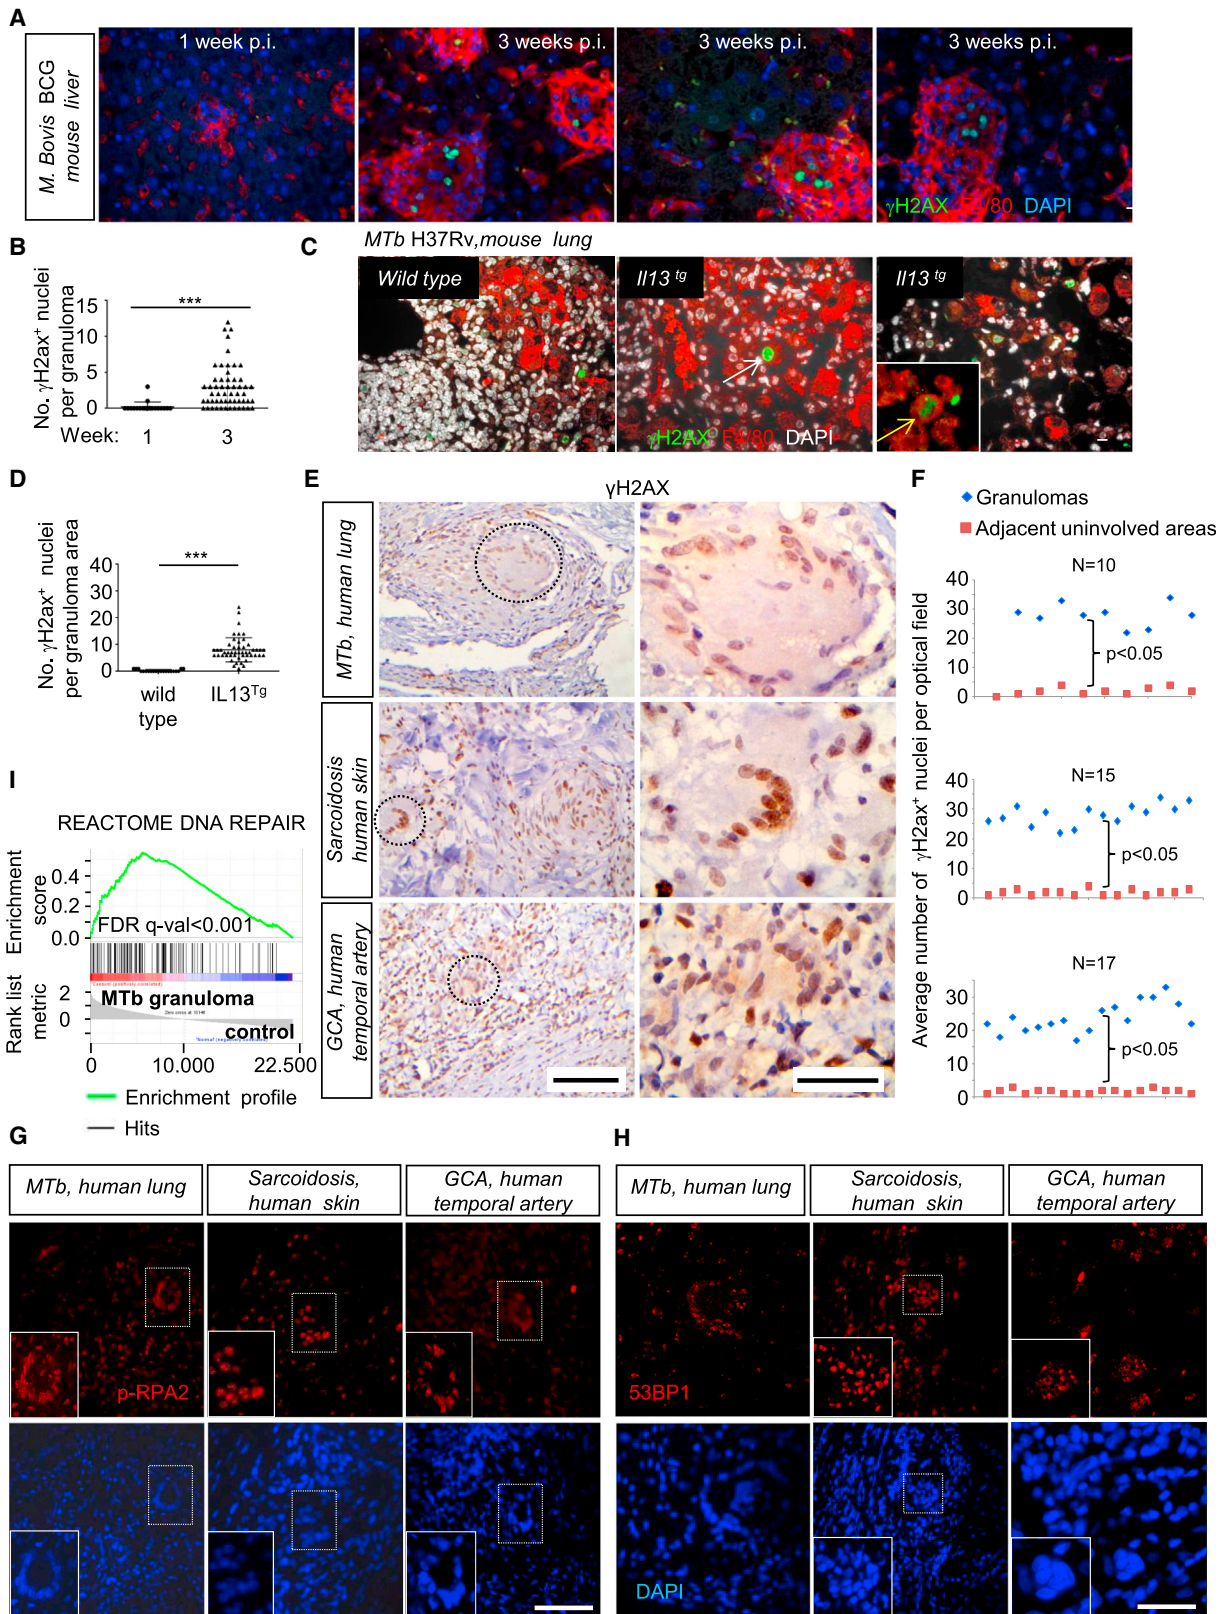 A
M. Bovis BCG
mouse liver
1 week p.i.
3 weeks p.i.
3 weeks p.i.
3 weeks p.i.
γH2AX F4/80 DAPI
B
No. γH2ax+ nuclei
per granuloma
15
10
5
0
***
Week: 1 3
C
MTb H37Rv, mouse lung
Wild type
Il13 tg
Il13 tg
γH2AX F4/80 DAPI
D
No. γH2ax+ nuclei
per granuloma area
40
30
20
10
0
***
wild
type
IL13Tg
E
γH2AX
MTb, human lung
Sarcoidosis
human skin
GCA, human
temporal artery
F
Granulomas
Adjacent uninvolved areas
Average number of γH2ax+ nuclei per optical field
N=10
40
30
20
10
0
p<0.05
N=15
40
30
20
10
0
p<0.05
N=17
30
20
10
0
p<0.05
I
REACTOME DNA REPAIR
Enrichment
score
0.4
0.2
0.0
FDR q-val<0.001
Rank list
metric
2
0
MTb granuloma
control
0 10.000 22.500
Enrichment profile
Hits
G
MTb, human lung
Sarcoidosis,
human skin
GCA, human
temporal artery
p-RPA2
H
MTb, human lung
Sarcoidosis,
human skin
GCA, human
temporal artery
53BP1
DAPI